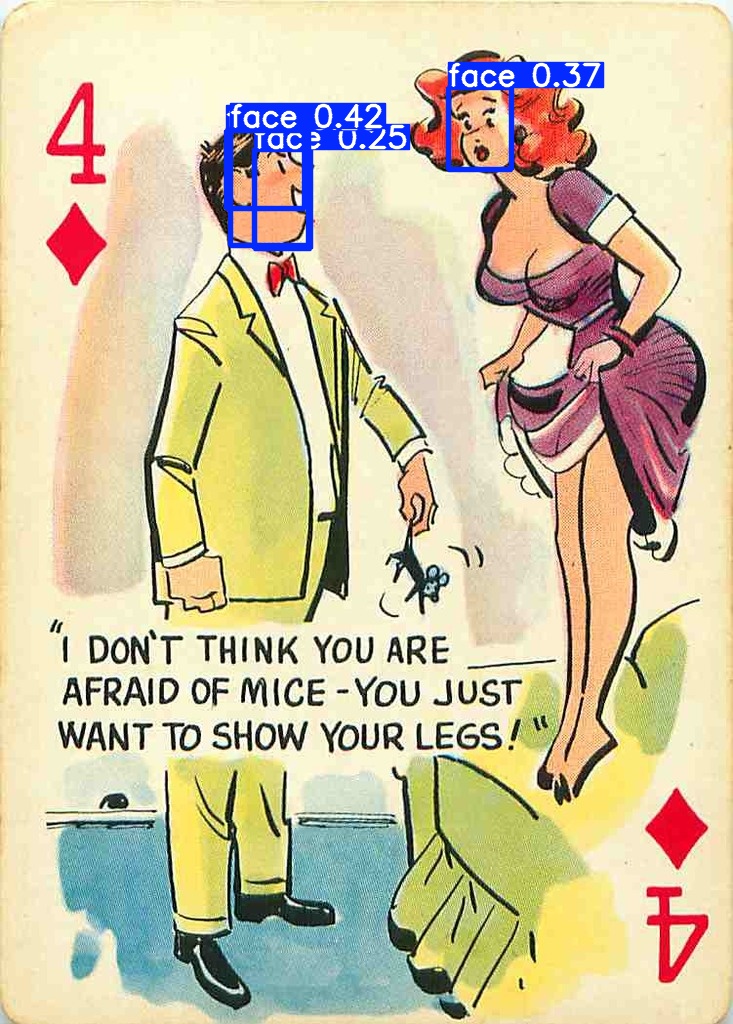 face 0.37
face 0.42
face 0.25
4
"I DON'T THINK YOU ARE
AFRAID OF MICE-YOU JUST
WANT TO SHOW YOUR LEGS!"
4